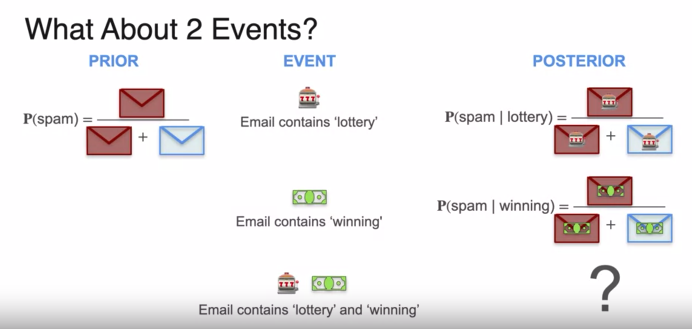 What About 2 Events?
PRIOR
EVENT
POSTERIOR
P(spam) =
+
Email contains 'lottery'
P(spam | lottery) =
+
Email contains 'winning'
P(spam | winning) =
+
Email contains 'lottery' and 'winning'
?